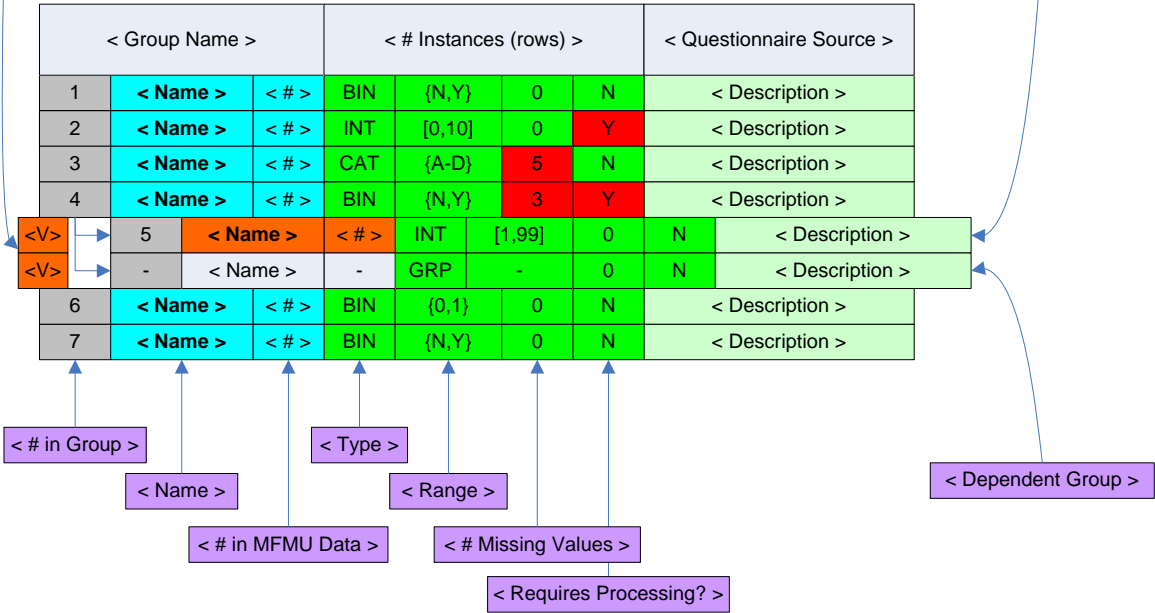 < Group Name > < # Instances (rows) > < Questionnaire Source >
1 < Name > < # > BIN {N,Y} 0 N < Description >
2 < Name > < # > INT [0,10] 0 Y < Description >
3 < Name > < # > CAT {A-D} 5 N < Description >
4 < Name > < # > BIN {N,Y} 3 Y < Description >
<V> 5 < Name > < # > INT [1,99] 0 N < Description >
<V> - < Name > - GRP - 0 N < Description >
6 < Name > < # > BIN {0,1} 0 N < Description >
7 < Name > < # > BIN {N,Y} 0 N < Description >
< # in Group > < Type >
< Name > < Range > < Dependent Group >
< # in MFMU Data > < # Missing Values >
< Requires Processing? >